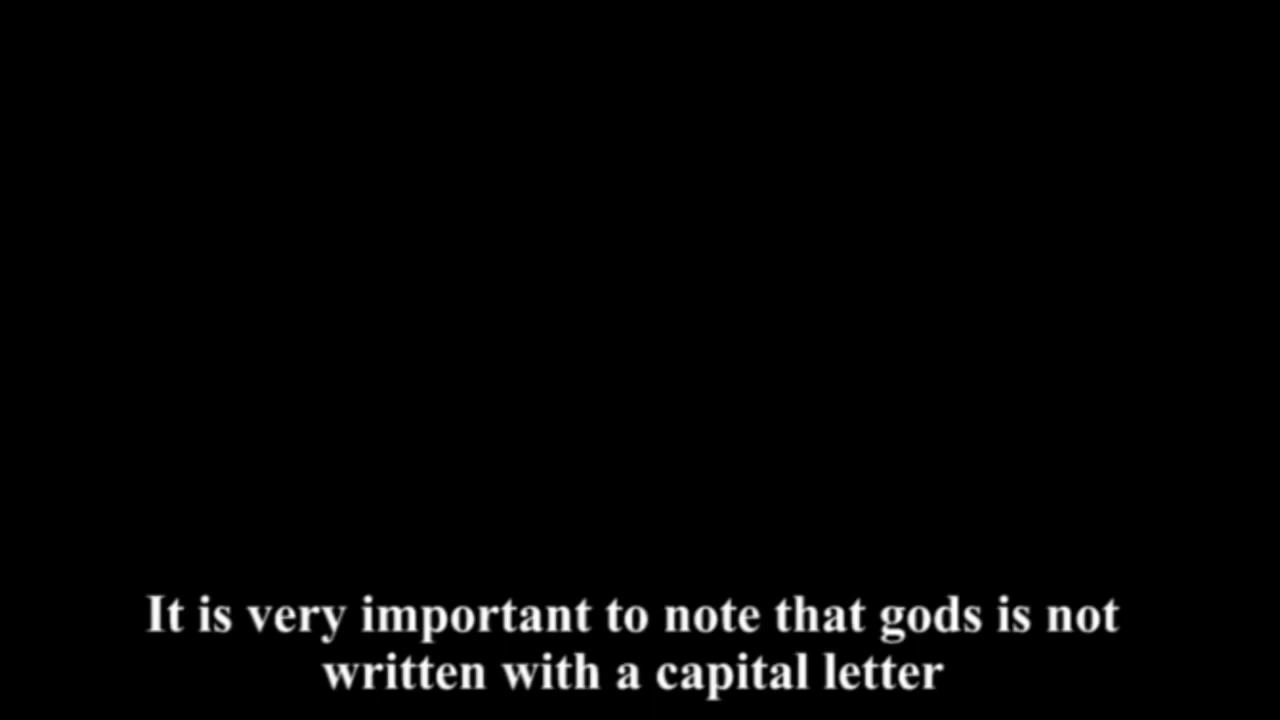 It is very important to note that gods is not
written with a capital letter